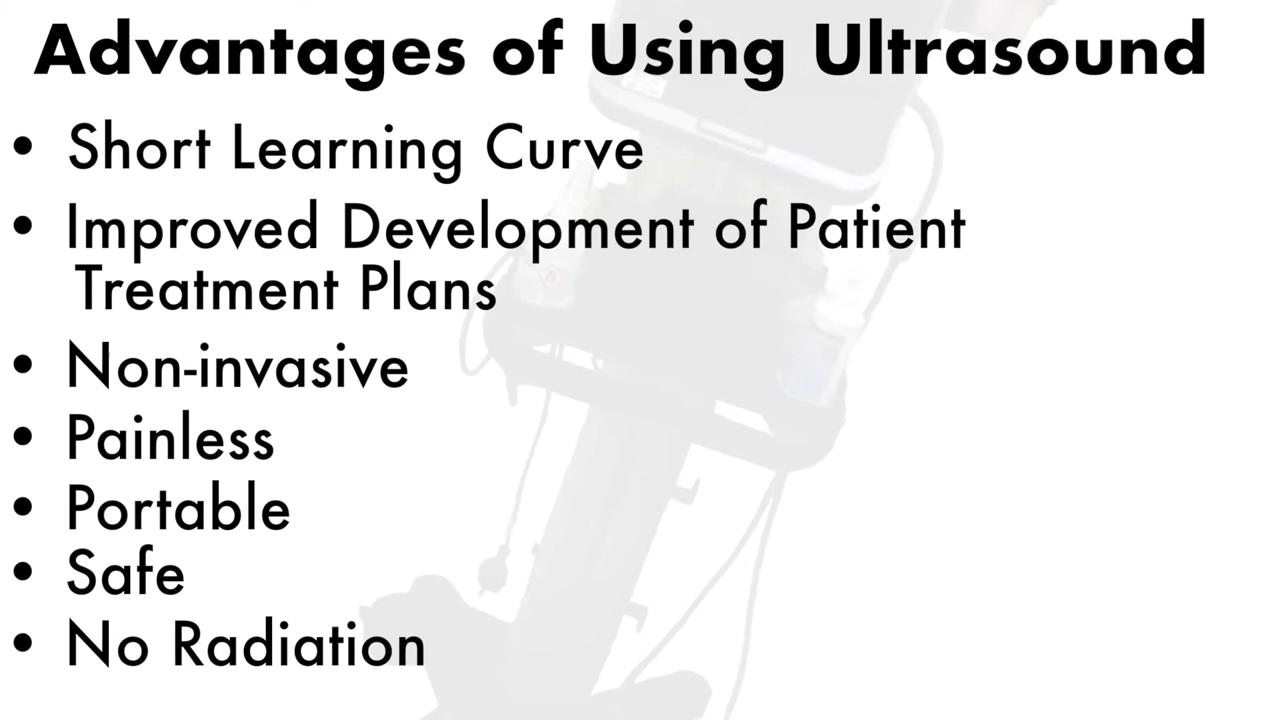 Advantages of Using Ultrasound
• Short Learning Curve
• Improved Development of Patient
Treatment Plans
• Non-invasive
• Painless
• Portable
• Safe
• No Radiation